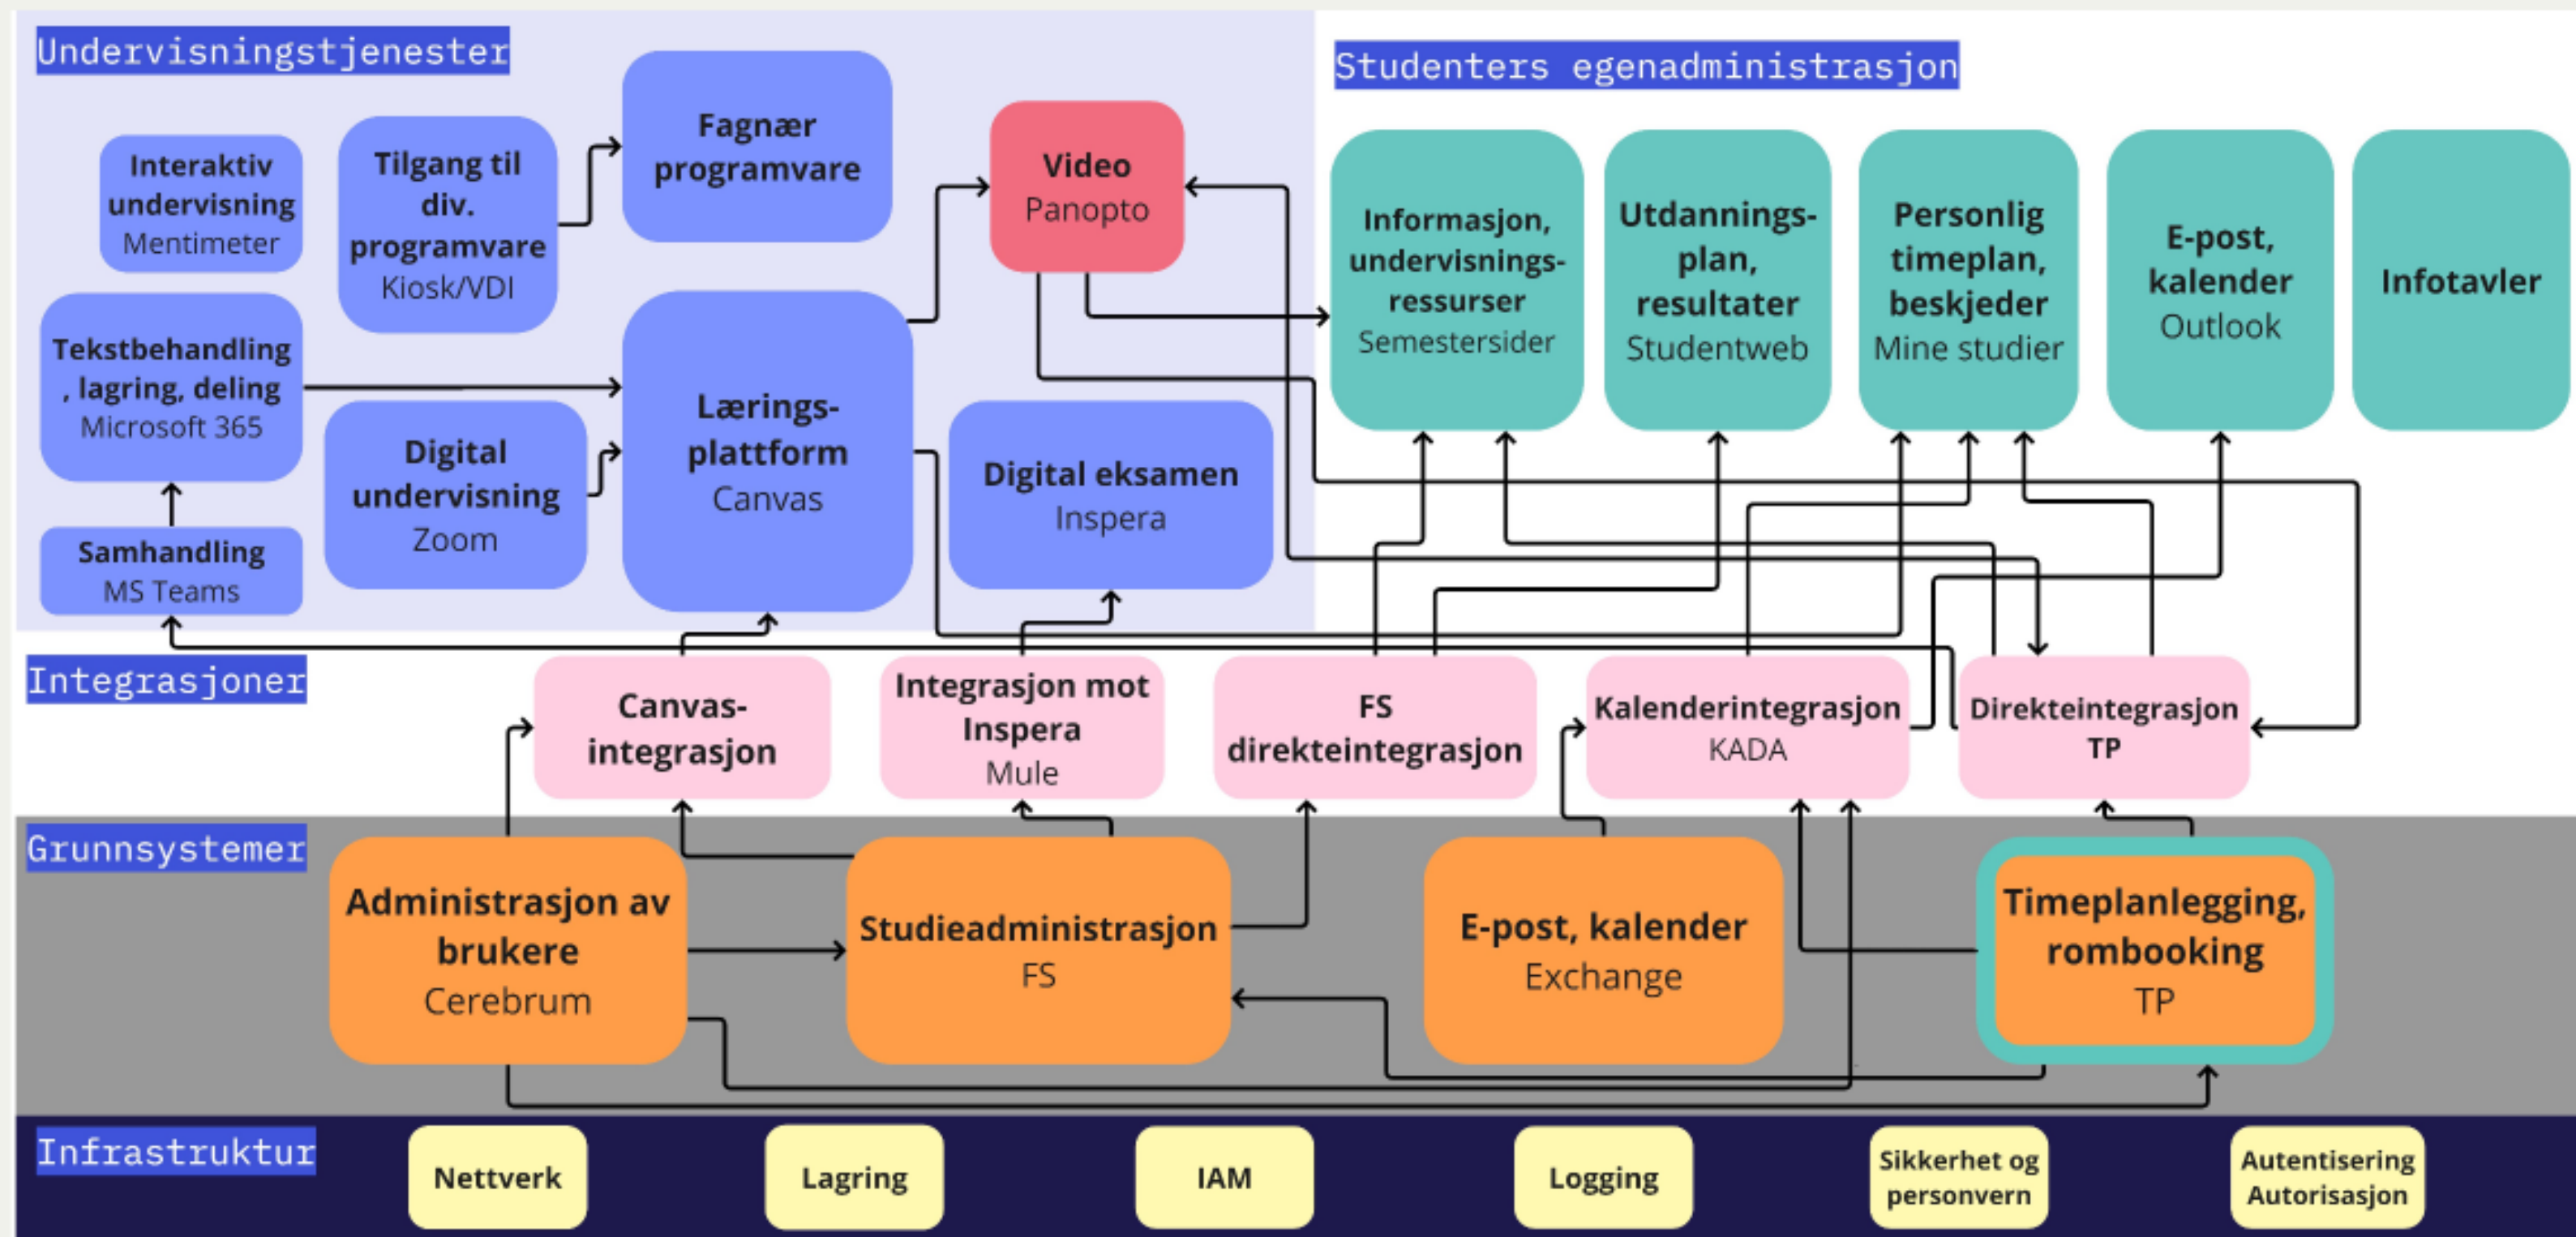 Undervisningstjenester
Interaktiv
undervisning
Mentimeter
Tilgang til
div.
programvare
Kiosk/VDI
Fagnær
programvare
Video
Panopto
Tekstbehandling
, lagring, deling
Microsoft 365
Digital
undervisning
Zoom
Lærings-
plattform
Canvas
Digital eksamen
Inspera
Samhandling
MS Teams
Studenters egenadministrasjon
Informasjon,
undervisnings-
ressurser
Semestersider
Utdannings-
plan,
resultater
Studentweb
Personlig
timeplan,
beskjeder
Mine studier
E-post,
kalender
Outlook
Infotavler
Integrasjoner
Canvas-
integrasjon
Integrasjon mot
Inspera
Mule
FS
direkteintegrasjon
Kalenderintegrasjon
KADA
Direkteintegrasjon
TP
Grunnsystemer
Administrasjon av
brukere
Cerebrum
Studieadministrasjon
FS
E-post, kalender
Exchange
Timeplanlegging,
rombooking
TP
Infrastruktur
Nettverk
Lagring
IAM
Logging
Sikkerhet og
personvern
Autentisering
Autorisasjon